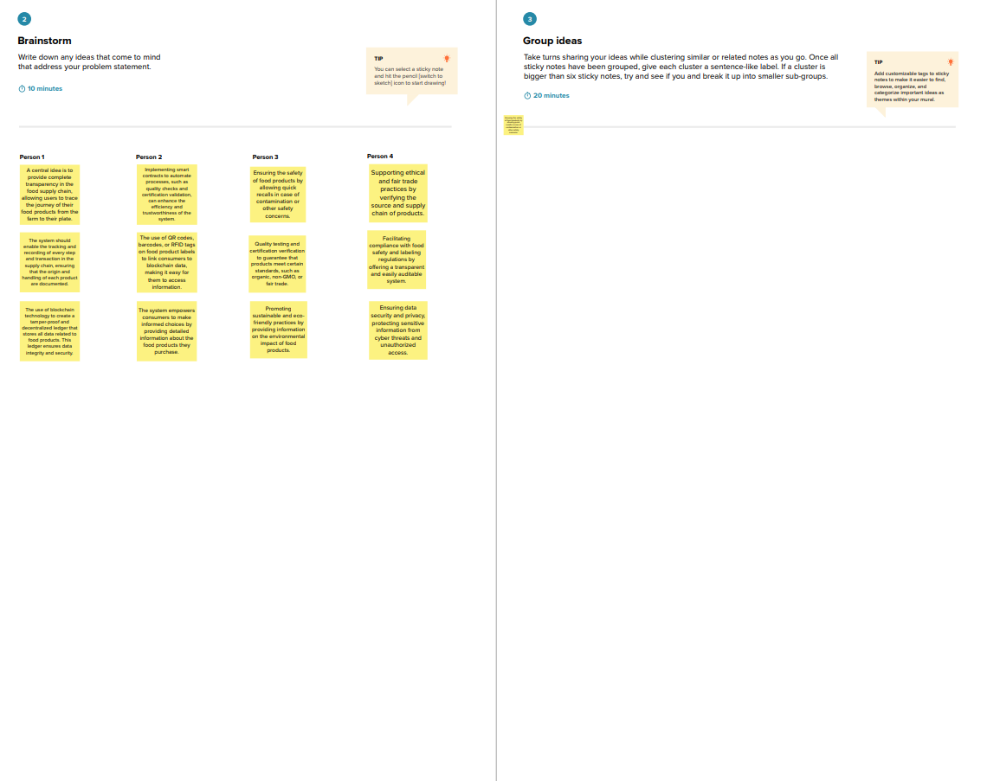 2
Brainstorm
Write down any ideas that come to mind
that address your problem statement.
10 minutes
TIP
You can select a sticky note
and hit the pencil [switch to
sketch] icon to start drawing!
Person 1
A central idea is to
provide complete
transparency in the
food supply chain,
allowing users to trace
the journey of their
food products from the
farm to their plate.
The system should
enable the tracking and
recording of every step
and transaction in the
supply chain, ensuring
that the origin and
handling of each product
are documented.
The use of blockchain
technology to create a
tamper-proof and
decentralized ledger that
stores all data related to
food products. This
ledger ensures data
integrity and security.
Person 2
Implementing smart
contracts to automate
processes, such as
quality checks and
certification validation,
can enhance the
efficiency and
trustworthiness of the
system.
The use of QR codes,
barcodes, or RFID tags
on food product labels
to link consumers to
blockchain data,
making it easy for
them to access
information.
The system empowers
consumers to make
informed choices by
providing detailed
information about the
food products they
purchase.
Person 3
Ensuring the safety
of food products by
allowing quick
recalls in case of
contamination or
other safety
concerns.
Quality testing and
certification verification
to guarantee that
products meet certain
standards, such as
organic, non-GMO, or
fair trade.
Promoting
sustainable and eco-
friendly practices by
providing information
on the environmental
impact of food
products.
Person 4
Supporting ethical
and fair trade
practices by
verifying the
source and supply
chain of products.
Facilitating
compliance with food
safety and labeling
regulations by
offering a transparent
and easily auditable
system.
Ensuring data
security and privacy,
protecting sensitive
information from
cyber threats and
unauthorized
access.
3
Group ideas
Take turns sharing your ideas while clustering similar or related notes as you go. Once all
sticky notes have been grouped, give each cluster a sentence-like label. If a cluster is
bigger than six sticky notes, try and see if you and break it up into smaller sub-groups.
20 minutes
TIP
Add customizable tags to sticky
notes to make it easier to find,
browse, organize, and
categorize important ideas as
themes within your mural.